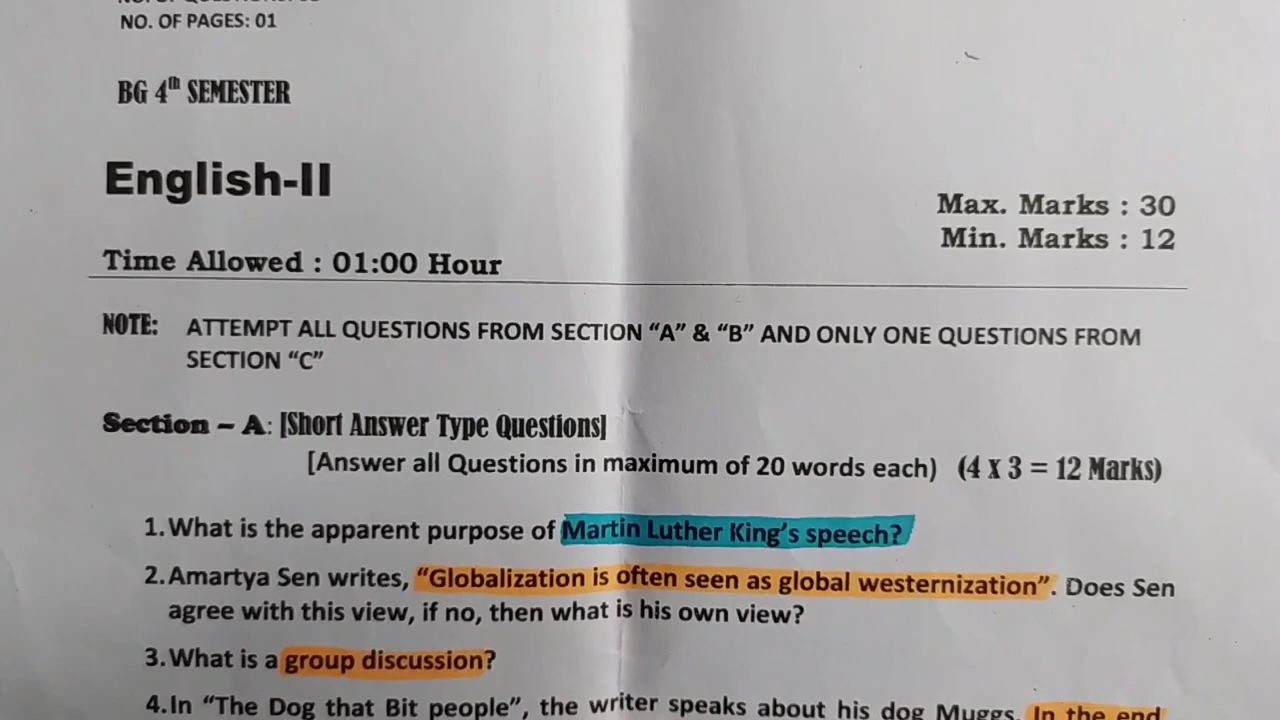 NO. OF PAGES: 01
BG 4th SEMESTER
English-II
Max. Marks : 30
Min. Marks : 12
Time Allowed : 01:00 Hour
NOTE: ATTEMPT ALL QUESTIONS FROM SECTION “A” & “B” AND ONLY ONE QUESTIONS FROM
SECTION “C”
Section – A: [Short Answer Type Questions]
[Answer all Questions in maximum of 20 words each) (4 x 3 = 12 Marks)
1. What is the apparent purpose of Martin Luther King’s speech?
2. Amartya Sen writes, “Globalization is often seen as global westernization”. Does Sen
agree with this view, if no, then what is his own view?
3. What is a group discussion?
4. In “The Dog that Bit people”, the writer speaks about his dog Muggs. In the end